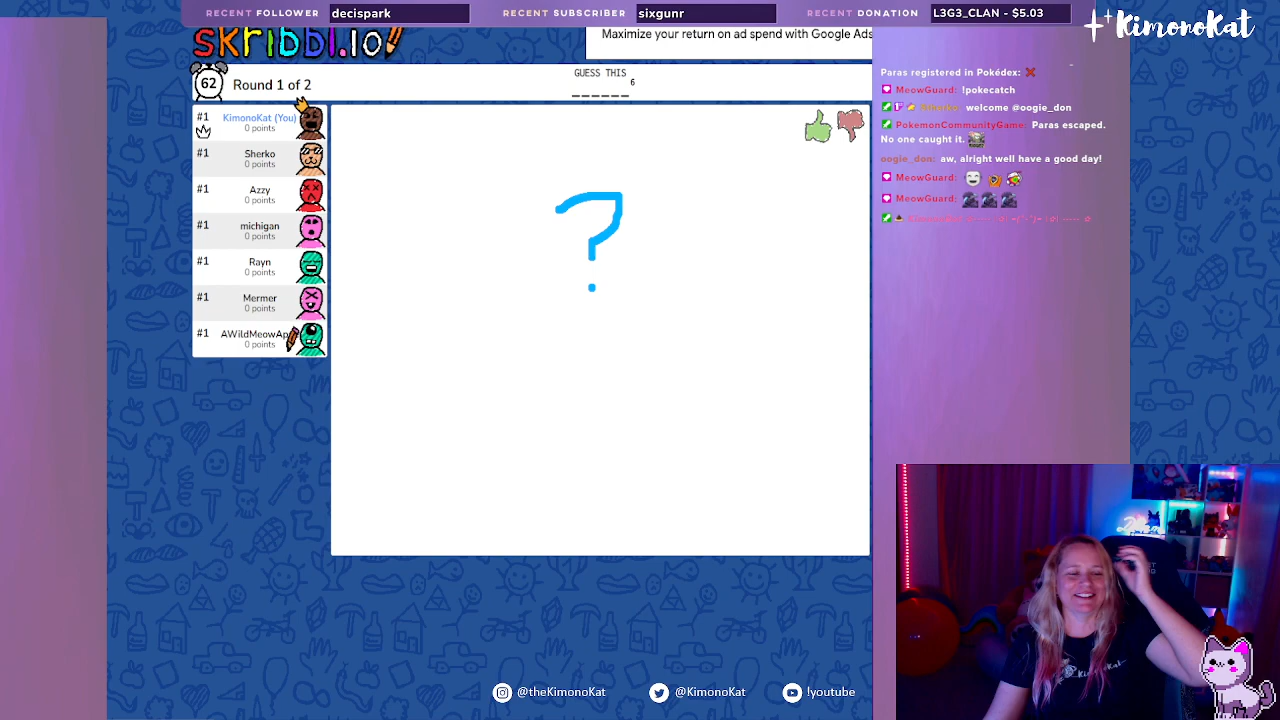 RECENT FOLLOWER decispark RECENT SUBSCRIBER sixgunr RECENT DONATION L3G3_CLAN - $5.03
KimonoKat
skribbl.io
Maximize your return on ad spend with Google Ads
62
Round 1 of 2
GUESS THIS
______ 6
#1 KimonoKat (You)
0 points
#1 Sherko
0 points
#1 Azzy
0 points
#1 michigan
0 points
#1 Rayn
0 points
#1 Mermer
0 points
#1 AWildMeowAp
0 points
?
Paras registered in Pokédex:
MeowGuard: !pokecatch
welcome @oogie_don
PokemonCommunityGame: Paras escaped.
No one caught it.
oogie_don: aw, alright well have a good day!
MeowGuard:
MeowGuard:
KimonoKat
@theKimonoKat @KimonoKat !youtube